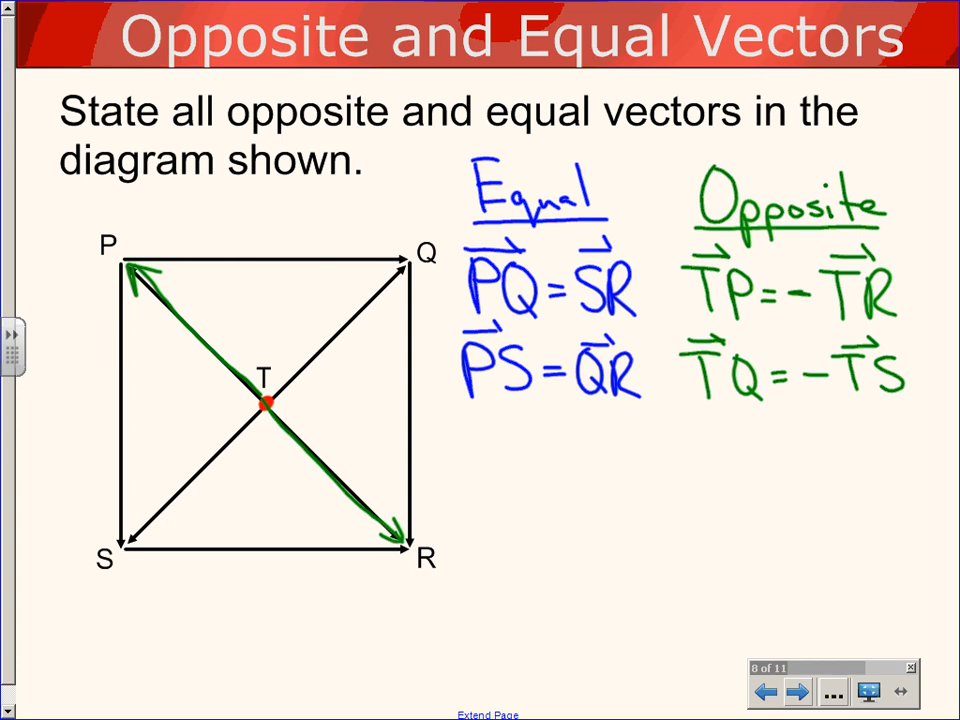 Opposite and Equal Vectors
State all opposite and equal vectors in the
diagram shown.
Equal
Opposite
P
Q
T
S
R
PQ = SR
PS = QR
TP = - TR
TQ = - TS
8 of 11
...
Extend Page